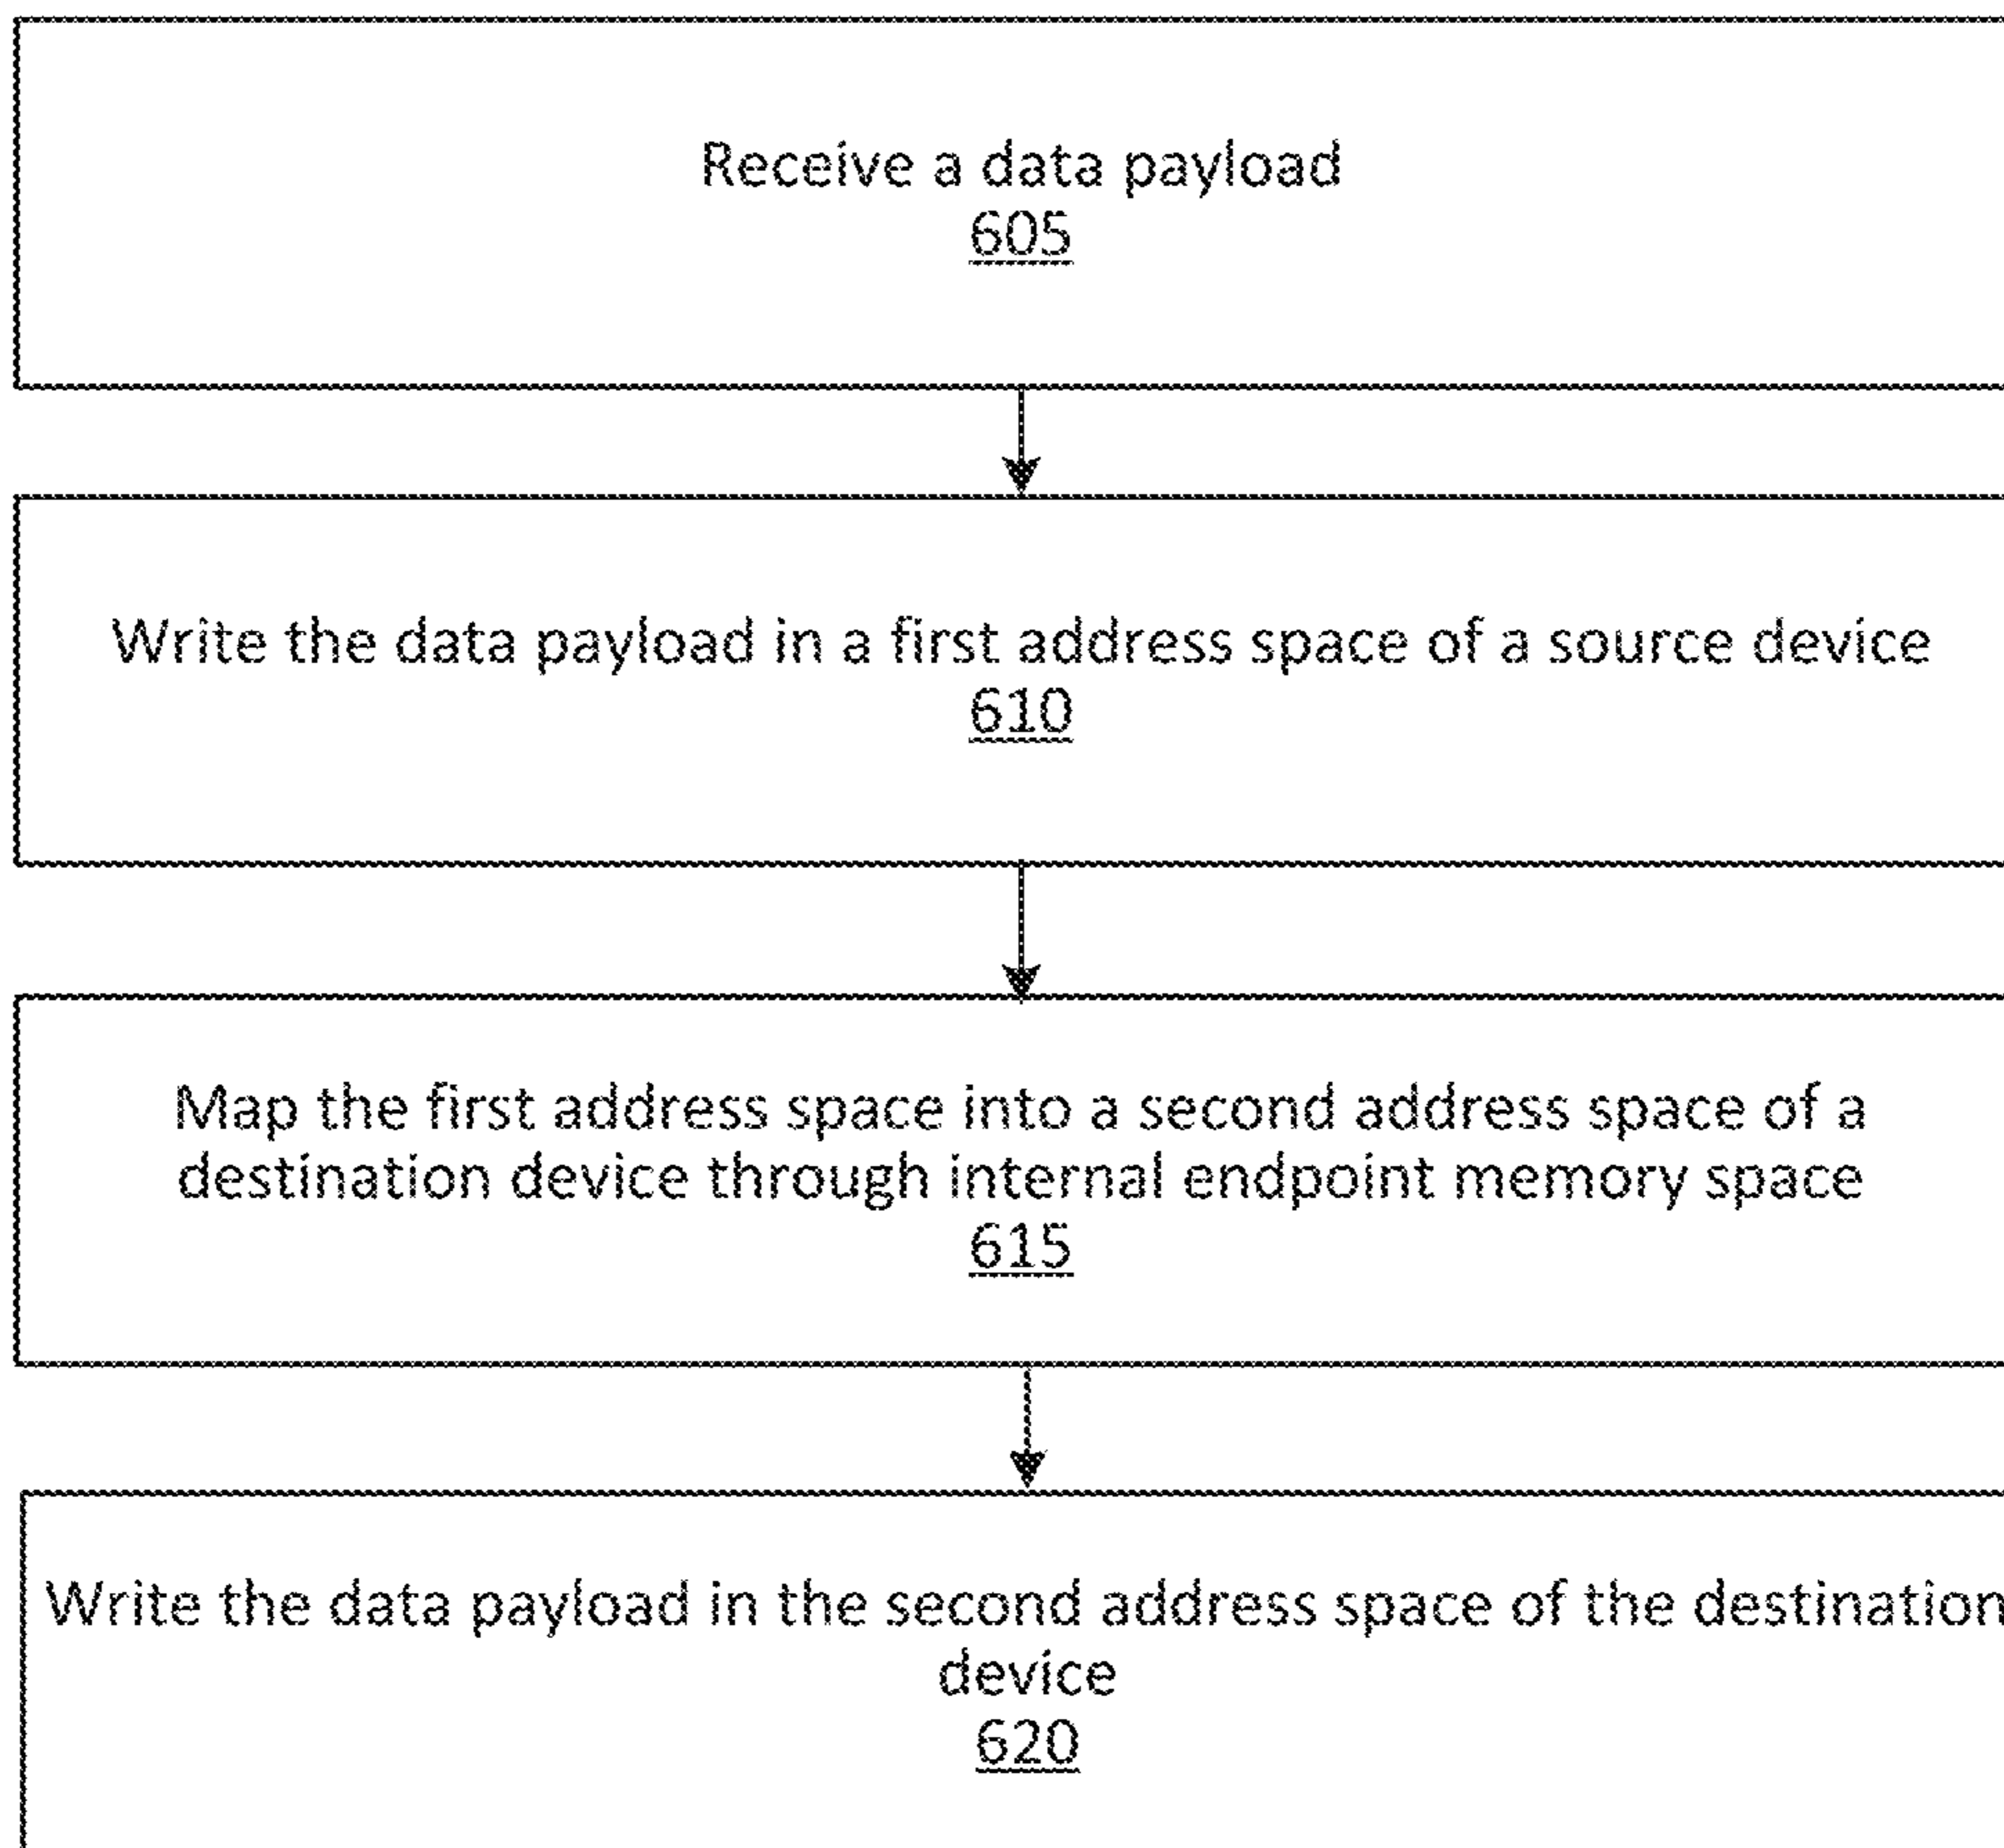 Receive a data payload
605
Write the data payload in a first address space of a source device
610
Map the first address space into a second address space of a
destination device through internal endpoint memory space
615
Write the data payload in the second address space of the destination
device
620